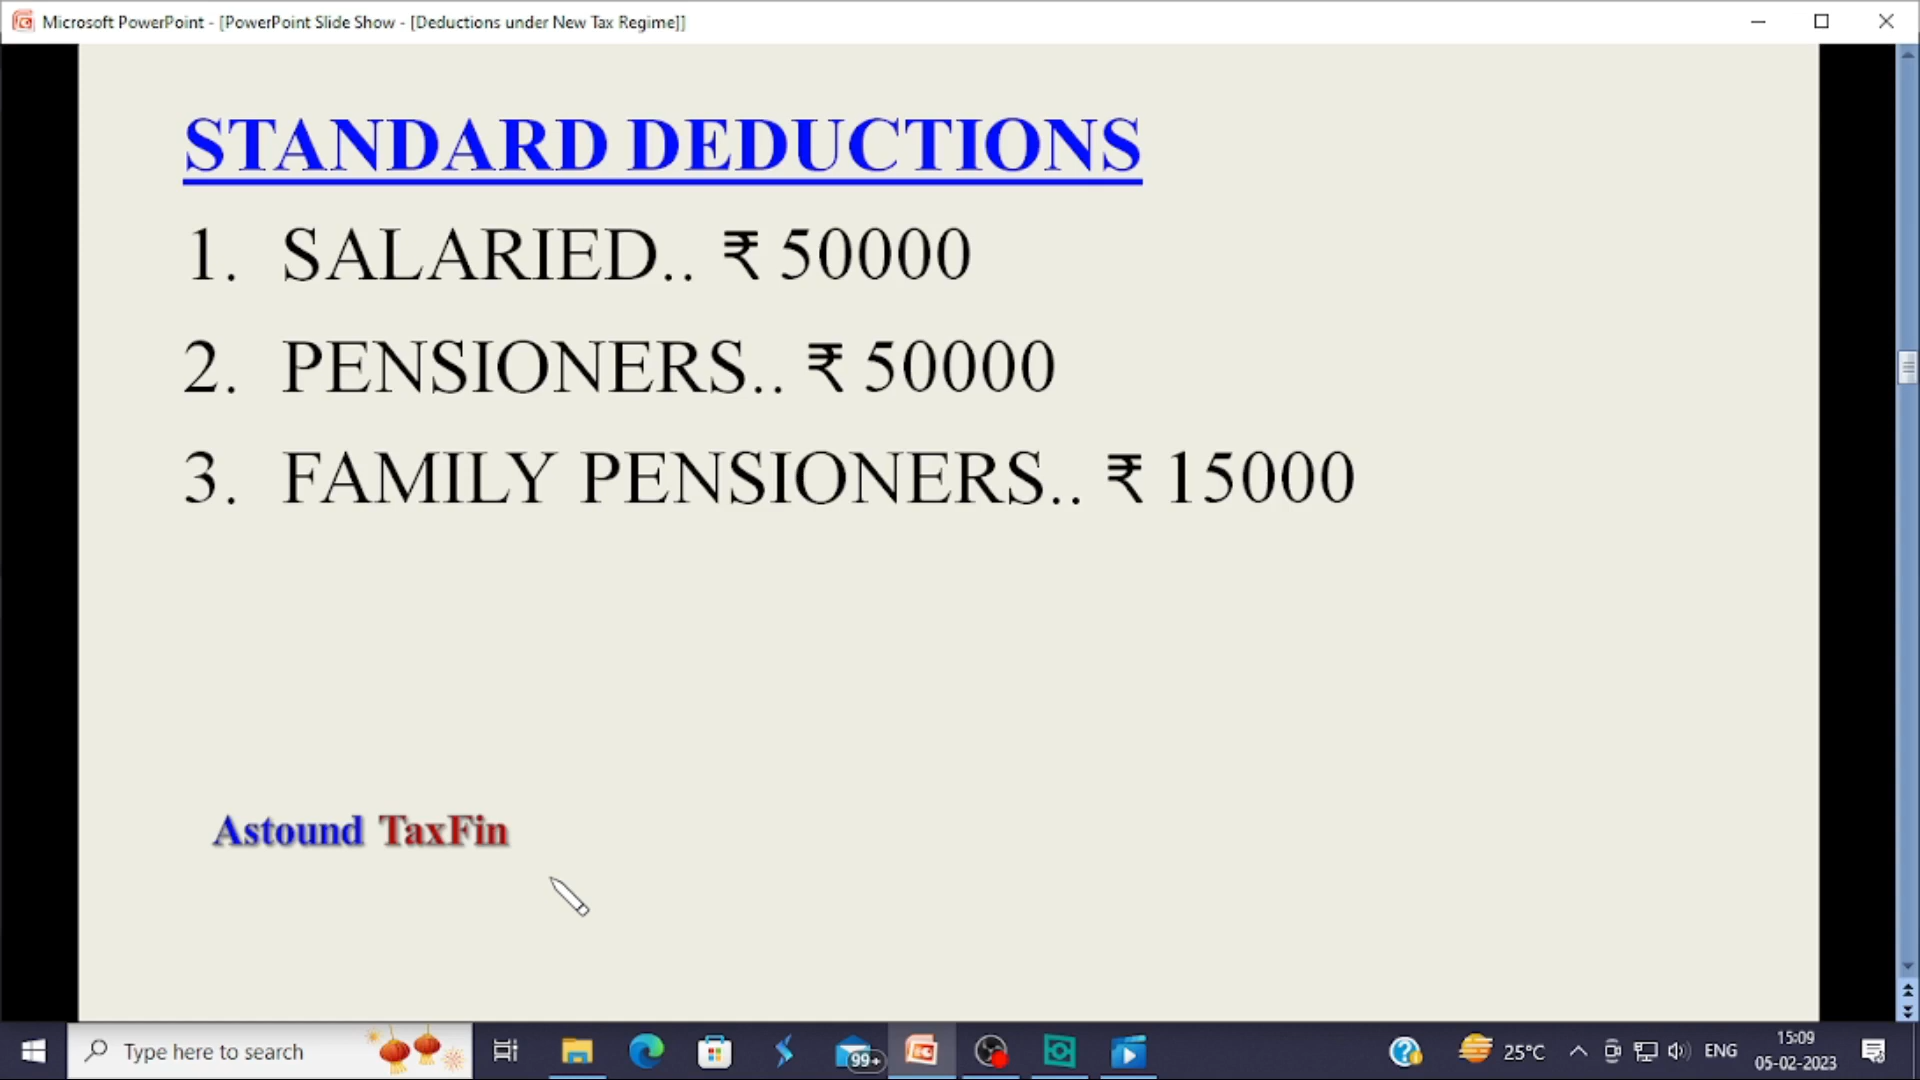 Microsoft PowerPoint - [PowerPoint Slide Show - [Deductions under New Tax Regime]]
STANDARD DEDUCTIONS
1. SALARIED.. ₹ 50000
2. PENSIONERS.. ₹ 50000
3. FAMILY PENSIONERS.. ₹ 15000
Astound TaxFin
Type here to search
99+
25°C
ENG
15:09
05-02-2023